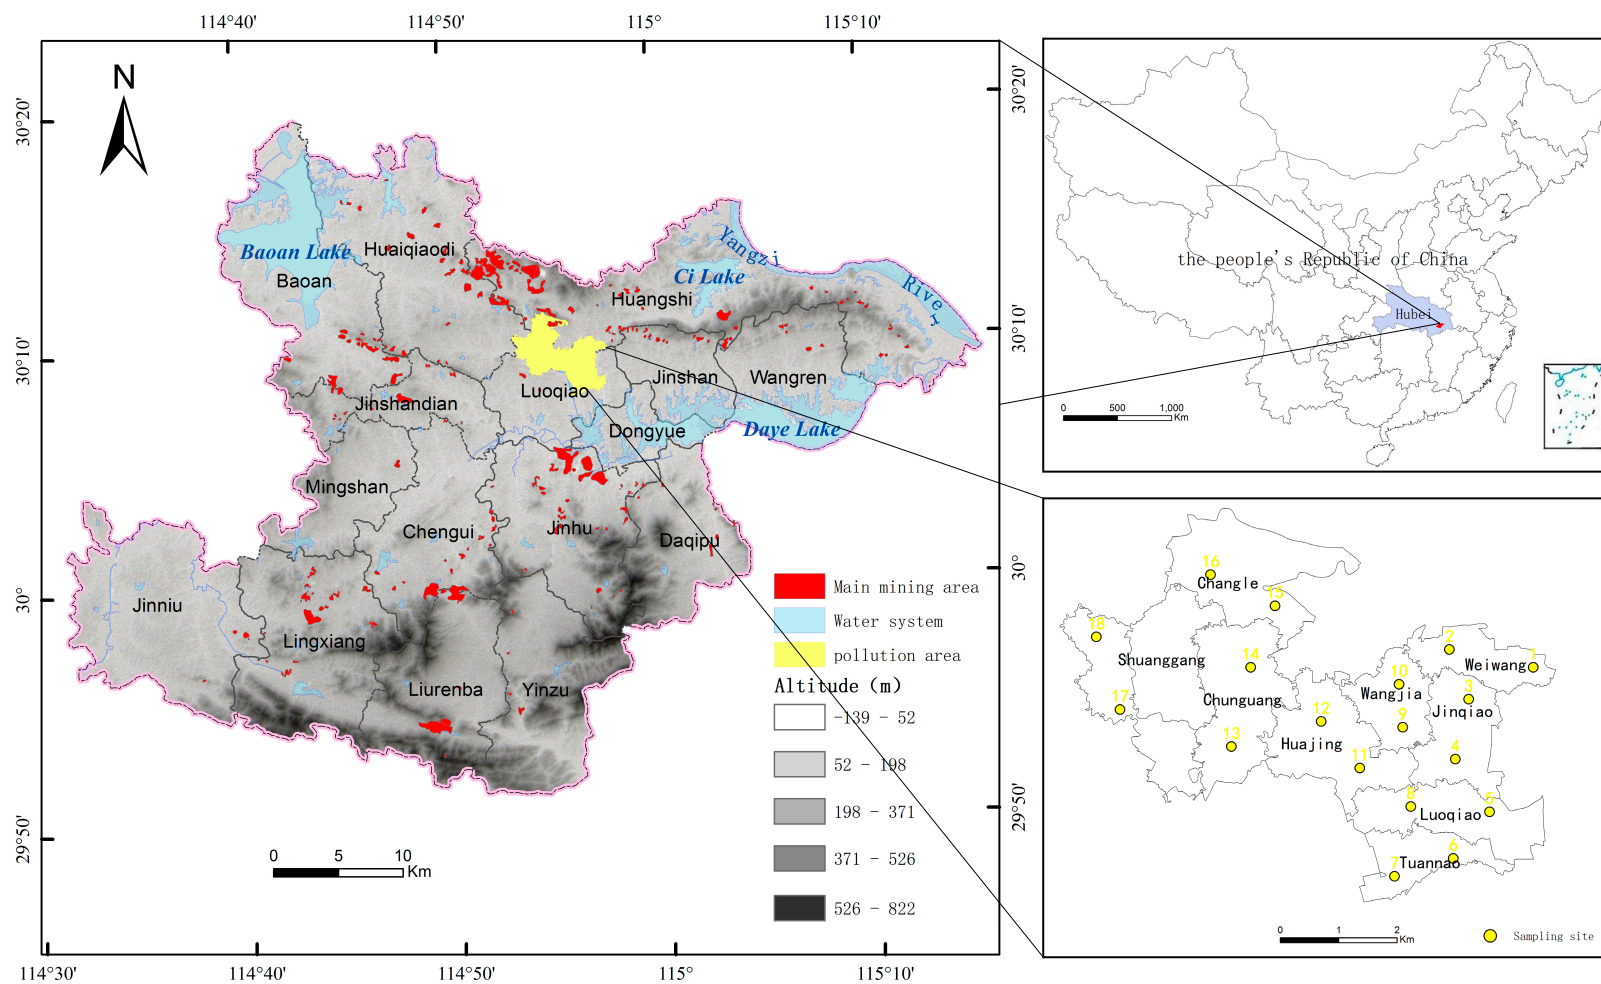 114°40'
114°50'
115°
115°10'
N
30°20'
30°10'
30°
29°50'
30°20'
30°10'
30°
29°50'
Yangzi
River
Baoan Lake
Huaiqiaodi
Baoan
Ci Lake
Huangshi
Jinshan
Wangren
Luoqiao
Jinshandian
Dongyue
Daye Lake
Mingshan
Chengui
Jinhu
Daqipu
Jinniu
Lingxiang
Liurenba
Yinzu
Main mining area
Water system
pollution area
Altitude (m)
-139 - 52
52 - 198
198 - 371
371 - 526
526 - 822
0 5 10
Km
114°30'
114°40'
114°50'
115°
115°10'
the people's Republic of China
Hubei
0 500 1,000
Km
16
Changle
15
18
Shuanggang
14
2
1
Weiwang
10
Wangjia
3
Jinqiao
Chunguang
17
12
9
13
Huajing
11
4
8
5
Luoqiao
6
7
Tuannao
0 1 2
Km
Sampling site